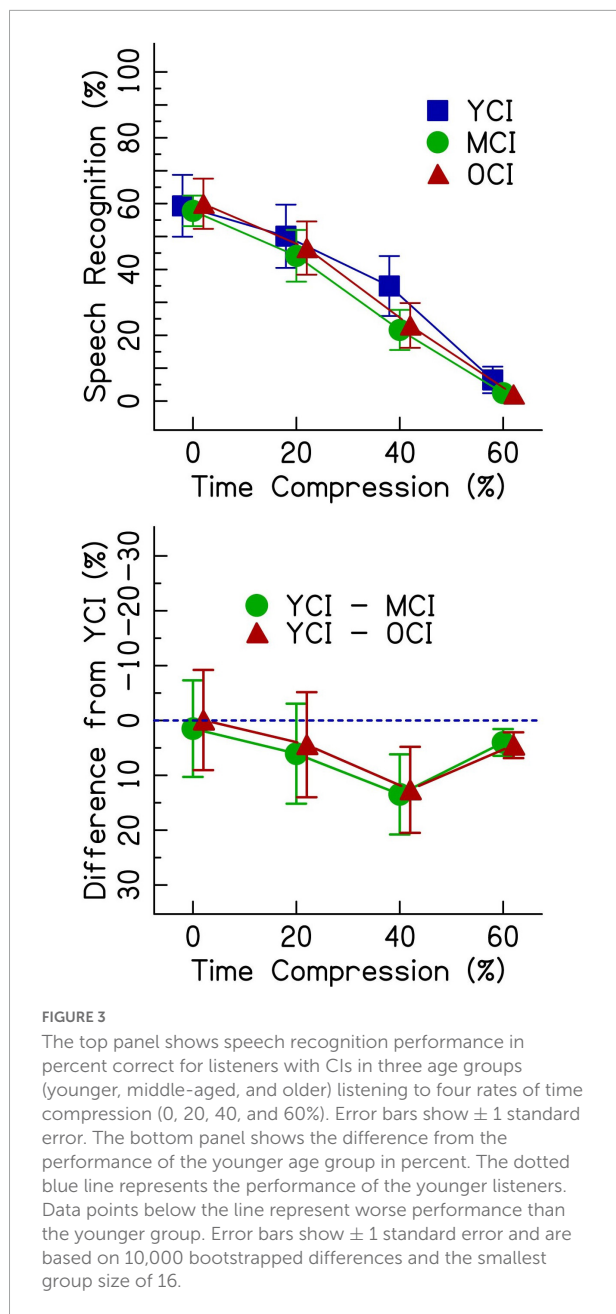 100
80
60
40
20
0
Speech Recognition (%)
YCI
MCI
OCI
0 20 40 60
Time Compression (%)
-30
-20
-10
0
10
20
30
Difference from YCI (%)
YCI – MCI
YCI – OCI
0 20 40 60
Time Compression (%)
FIGURE 3
The top panel shows speech recognition performance in
percent correct for listeners with CIs in three age groups
(younger, middle-aged, and older) listening to four rates of time
compression (0, 20, 40, and 60%). Error bars show ± 1 standard
error. The bottom panel shows the difference from the
performance of the younger age group in percent. The dotted
blue line represents the performance of the younger listeners.
Data points below the line represent worse performance than
the younger group. Error bars show ± 1 standard error and are
based on 10,000 bootstrapped differences and the smallest
group size of 16.